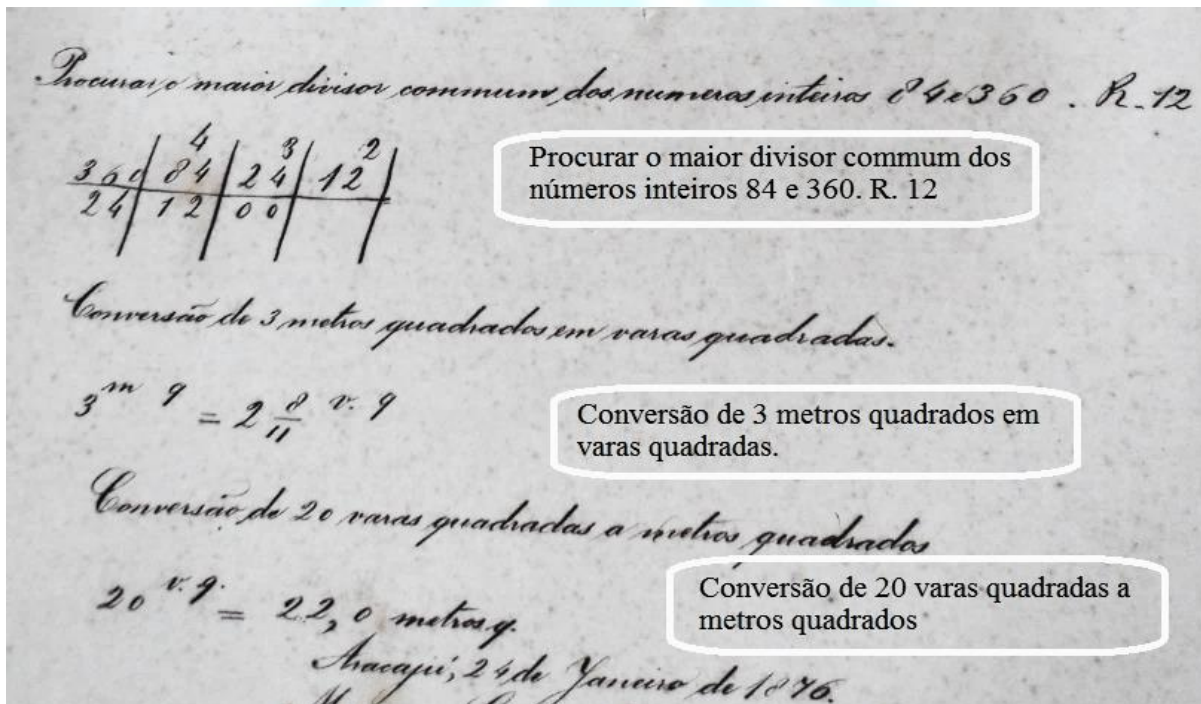 Procurar o maior divisor commum dos numeros inteiros 84 e 360. R. 12
4 3 2
360 84 24 12
24 12 00
Procurar o maior divisor commum dos
números inteiros 84 e 360. R. 12
Conversão de 3 metros quadrados em varas quadradas.
3 m q = 2 8/11 v. q
Conversão de 3 metros quadrados em
varas quadradas.
Conversão de 20 varas quadradas a metros quadrados
20 v. q. = 22,0 metros q.
Conversão de 20 varas quadradas a
metros quadrados
Aracajú, 24 de Janeiro de 1876.